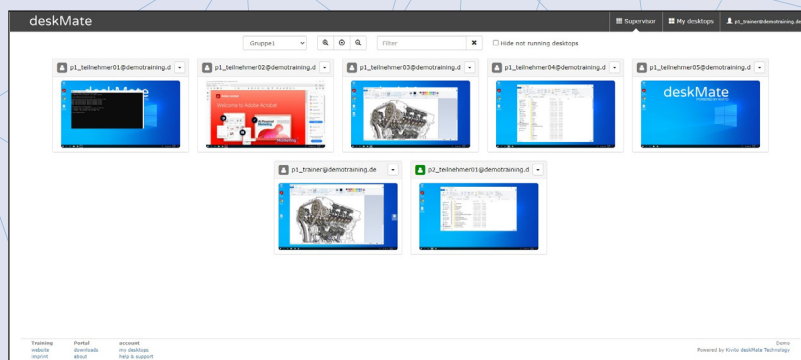 deskMate
Supervisor
My desktops
p1_trainer@demotraining.de
Gruppe1
Filter
Hide not running desktops
p1_teilnehmer01@demotraining.d
p1_teilnehmer02@demotraining.d
p1_teilnehmer03@demotraining.d
p1_teilnehmer04@demotraining.d
p1_teilnehmer05@demotraining.d
deskMate
Welcome to Adobe Acrobat
deskMate
p1_trainer@demotraining.de
p2_teilnehmer01@demotraining.d
Training
Portal
account
Demo
website
downloads
my desktops
Powered by Kivito deskMate Technology
imprint
about
help & support